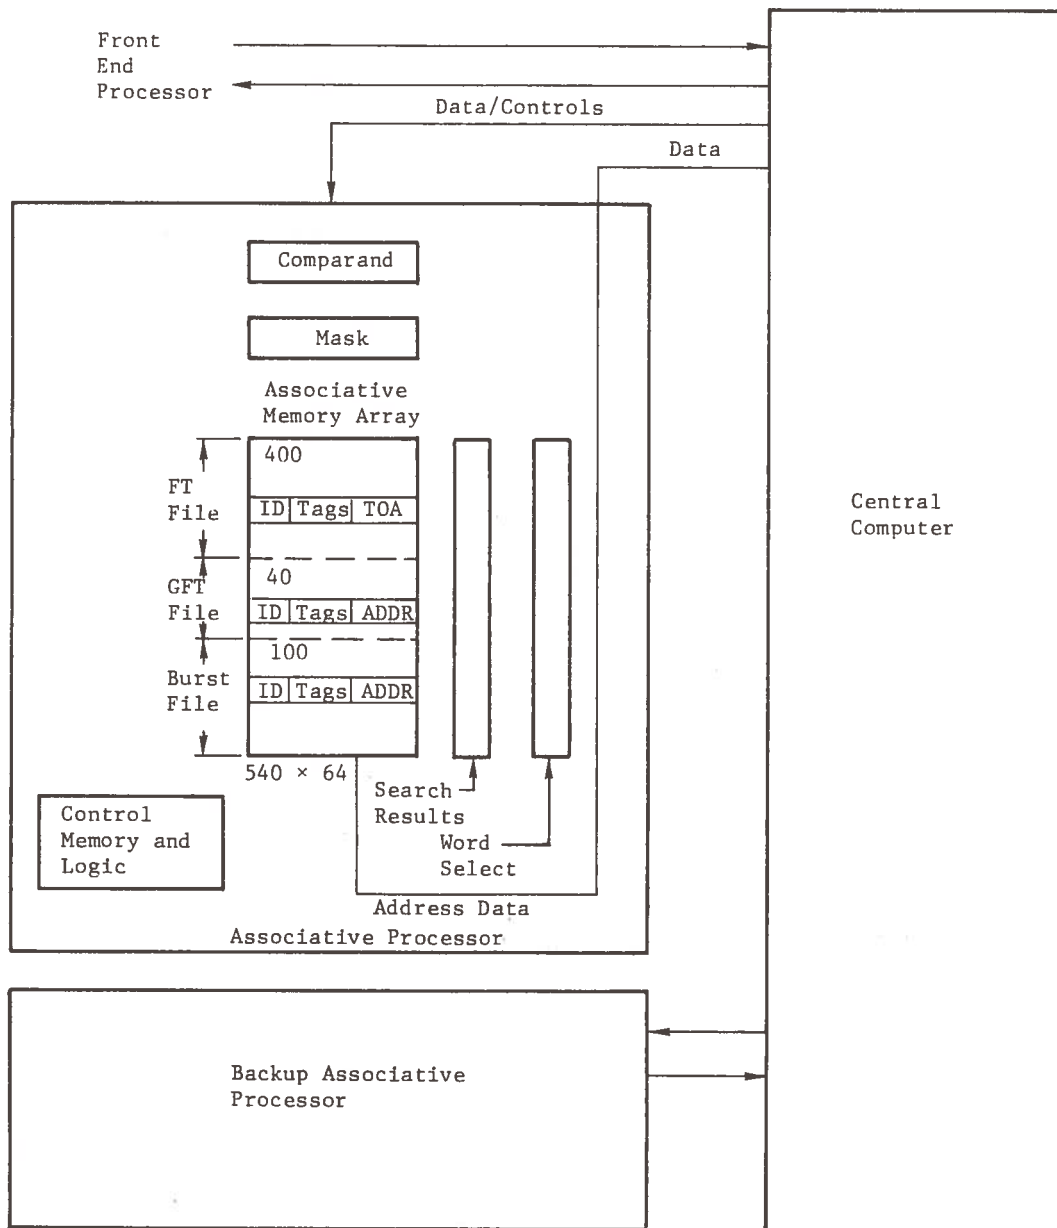 Front
End
Processor
Data/Controls
Data
Comparand
Mask
Associative
Memory Array
400
FT
File
ID Tags TOA
40
GFT
File
ID Tags ADDR
100
Burst
File
ID Tags ADDR
540 × 64
Search
Results
Word
Select
Control
Memory and
Logic
Address Data
Associative Processor
Central
Computer
Backup Associative
Processor